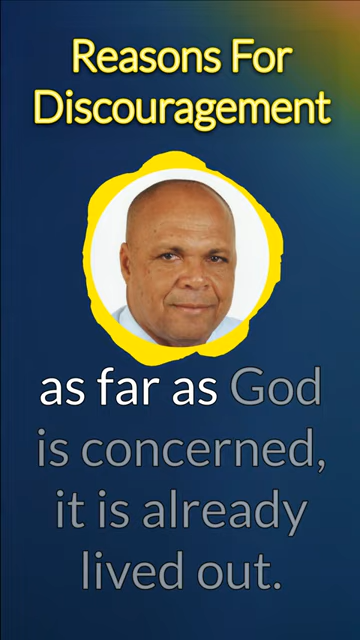 Reasons For
Discouragement
as far as God
is concerned,
it is already
lived out.